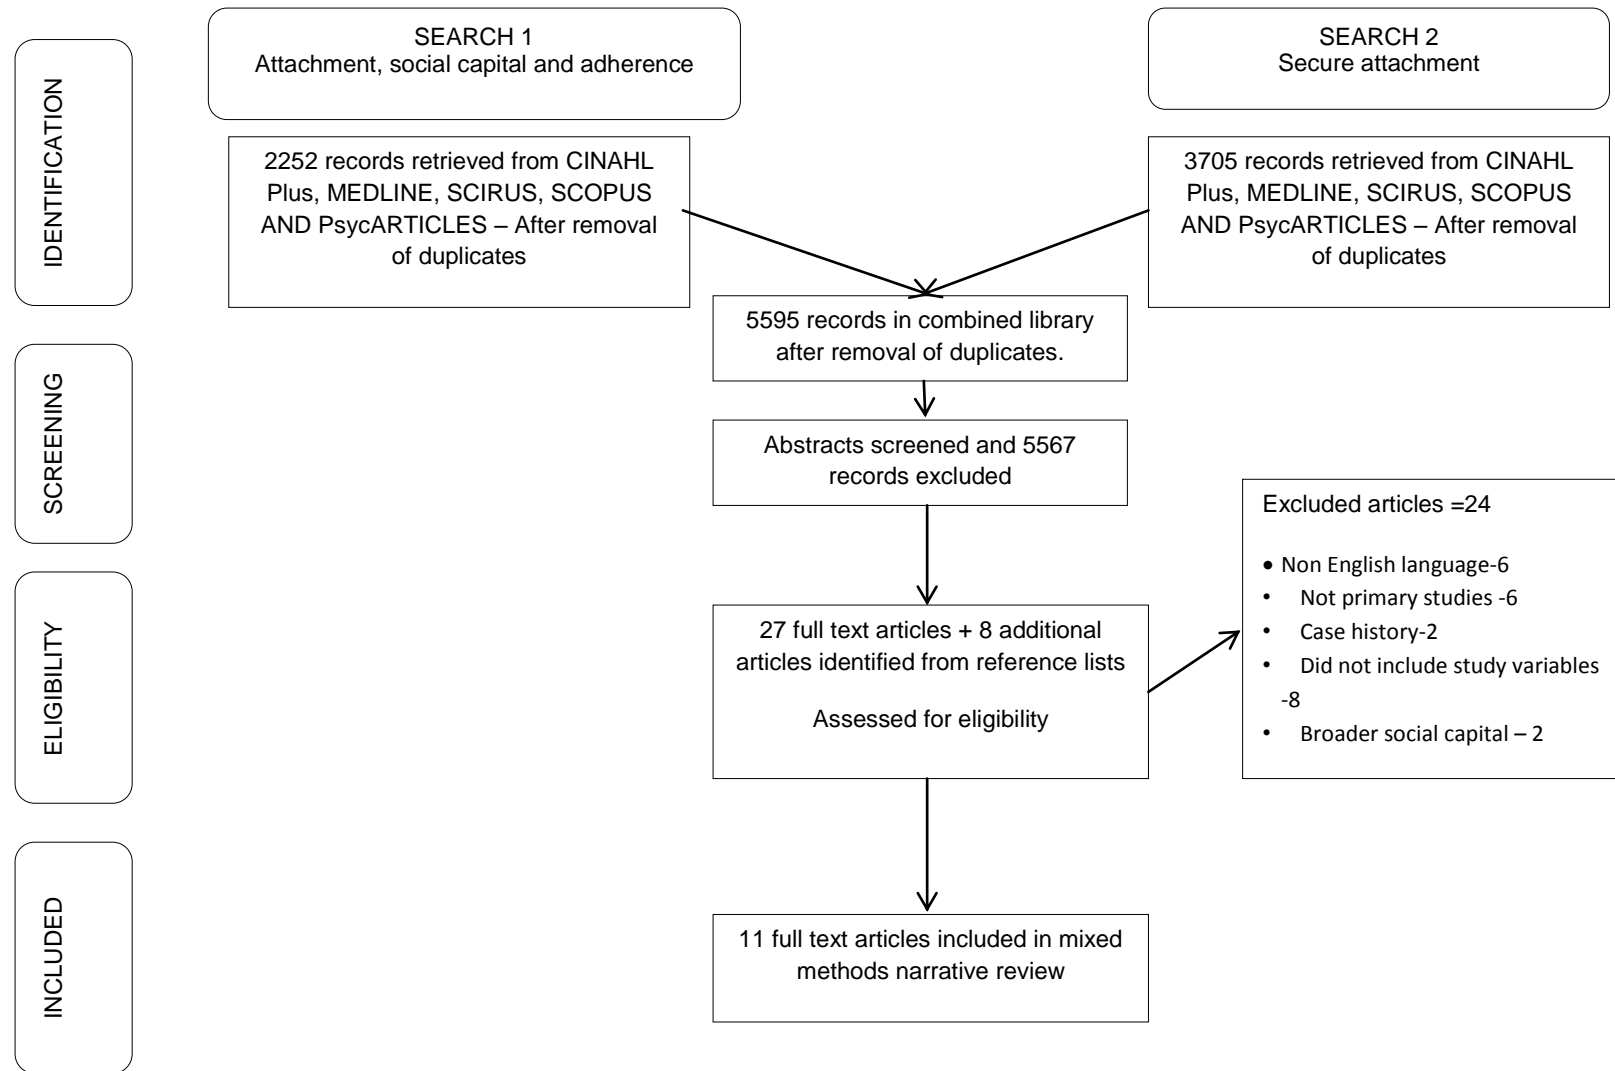 IDENTIFICATION
SEARCH 1
Attachment, social capital and adherence
SEARCH 2
Secure attachment
2252 records retrieved from CINAHL
Plus, MEDLINE, SCIRUS, SCOPUS
AND PsycARTICLES – After removal
of duplicates
3705 records retrieved from CINAHL
Plus, MEDLINE, SCIRUS, SCOPUS
AND PsycARTICLES – After removal
of duplicates
5595 records in combined library
after removal of duplicates.
SCREENING
Abstracts screened and 5567
records excluded
ELIGIBILITY
27 full text articles + 8 additional
articles identified from reference lists
Assessed for eligibility
Excluded articles =24
• Non English language-6
• Not primary studies -6
• Case history-2
• Did not include study variables
-8
• Broader social capital – 2
INCLUDED
11 full text articles included in mixed
methods narrative review